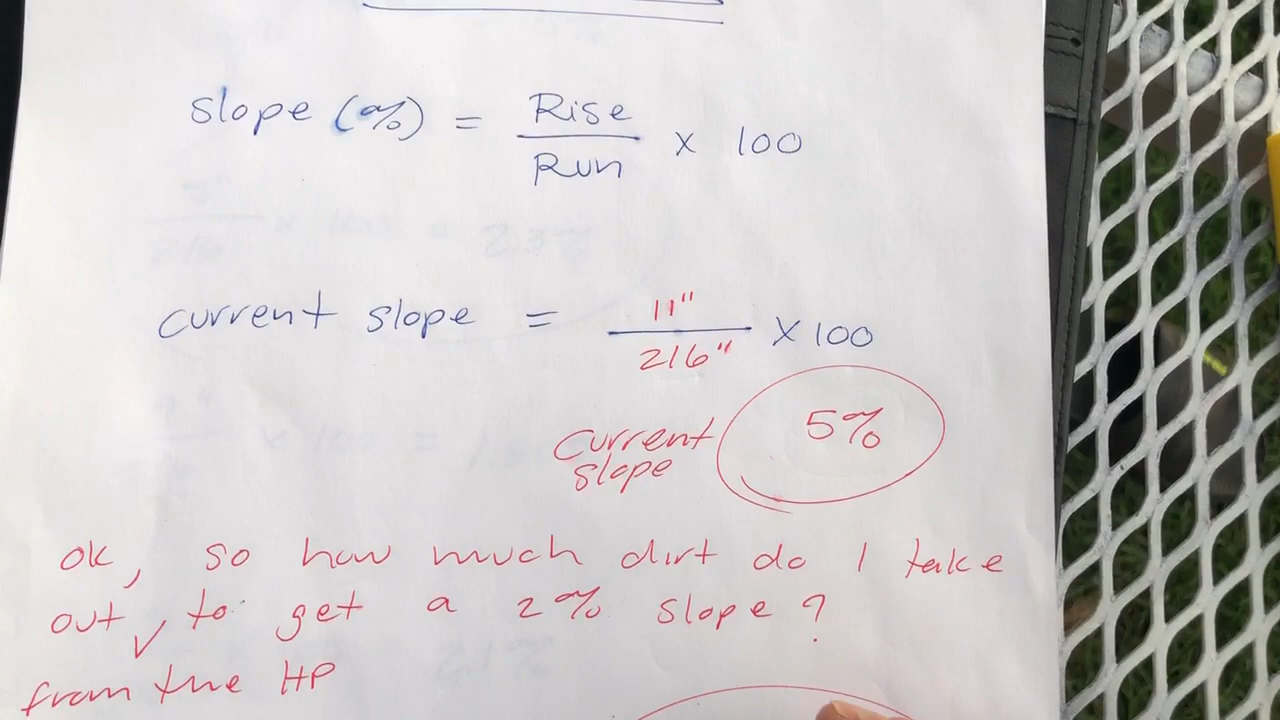 slope (%) = Rise / Run x 100
current slope = 11" / 216" x 100
current slope 5%
ok, so how much dirt do I take
out, to get a 2% slope?
from the HP